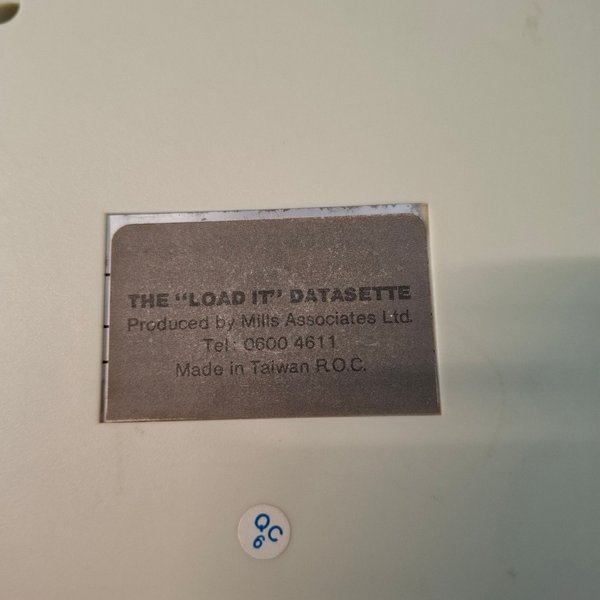 THE "LOAD IT" DATASETTE
Produced by Mills Associates Ltd.
Tel: 0600 4611
Made in Taiwan R.O.C.
QC
6